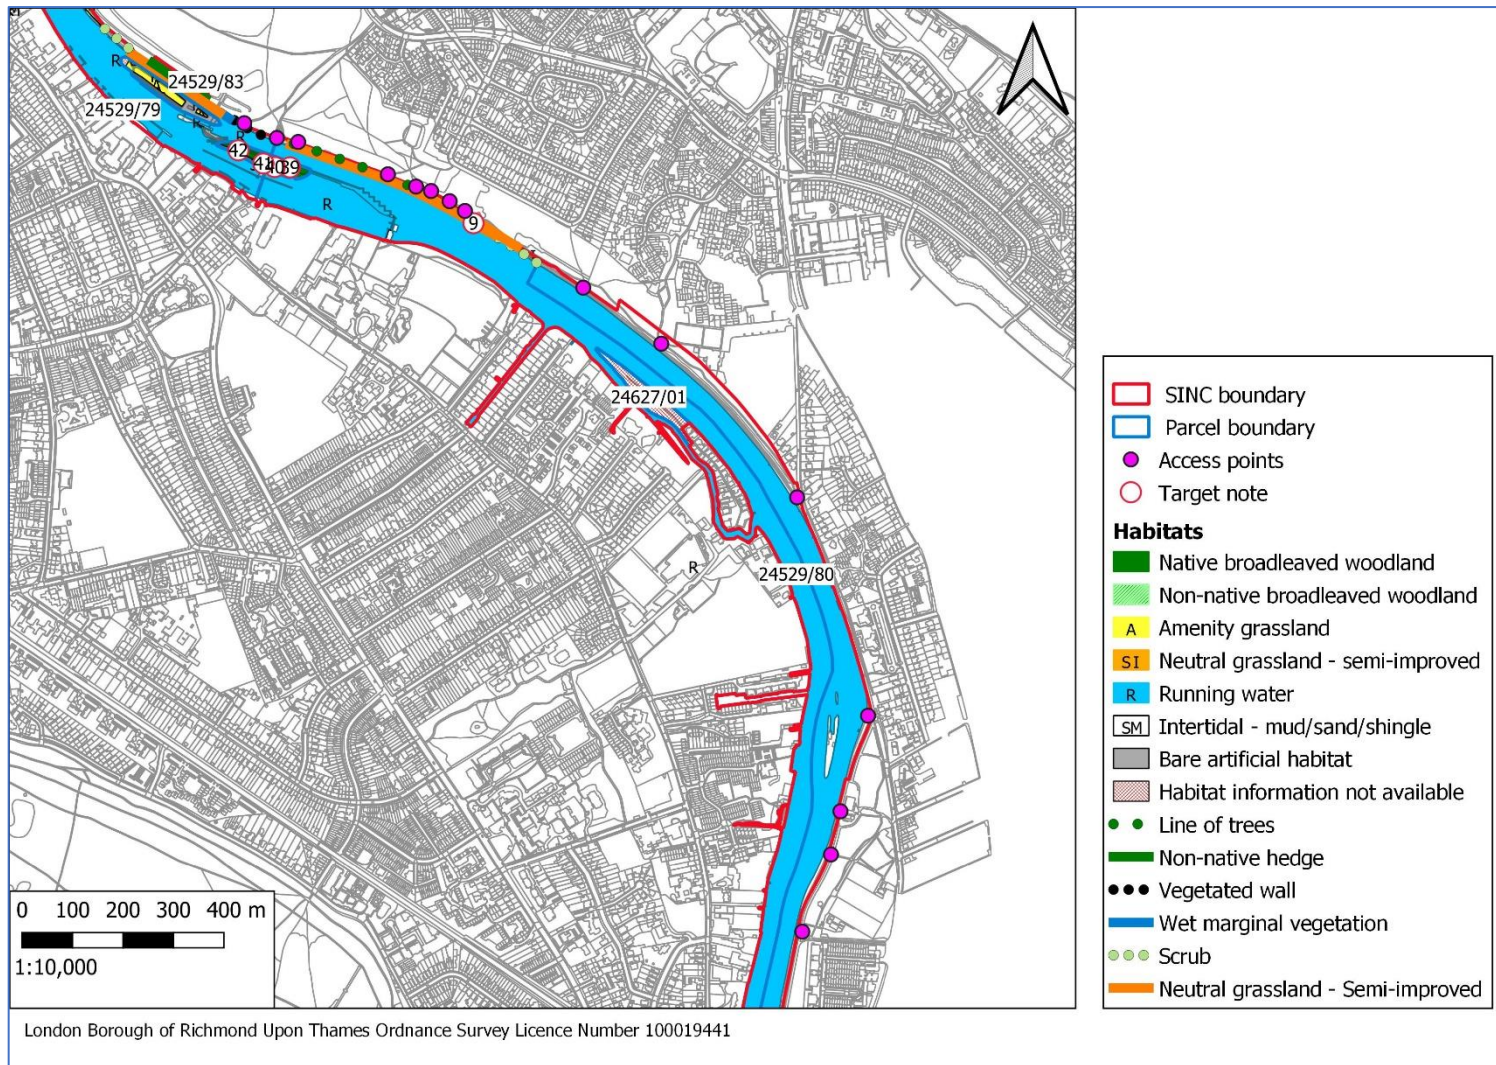 R
24529/83
24529/79
R
R
42
41
40
39
R
9
24627/01
R
24529/80
0 100 200 300 400 m
1:10,000
SINC boundary
Parcel boundary
Access points
Target note
Habitats
Native broadleaved woodland
Non-native broadleaved woodland
A Amenity grassland
SI Neutral grassland - semi-improved
R Running water
SM Intertidal - mud/sand/shingle
Bare artificial habitat
Habitat information not available
Line of trees
Non-native hedge
Vegetated wall
Wet marginal vegetation
Scrub
Neutral grassland - Semi-improved
London Borough of Richmond Upon Thames Ordnance Survey Licence Number 100019441